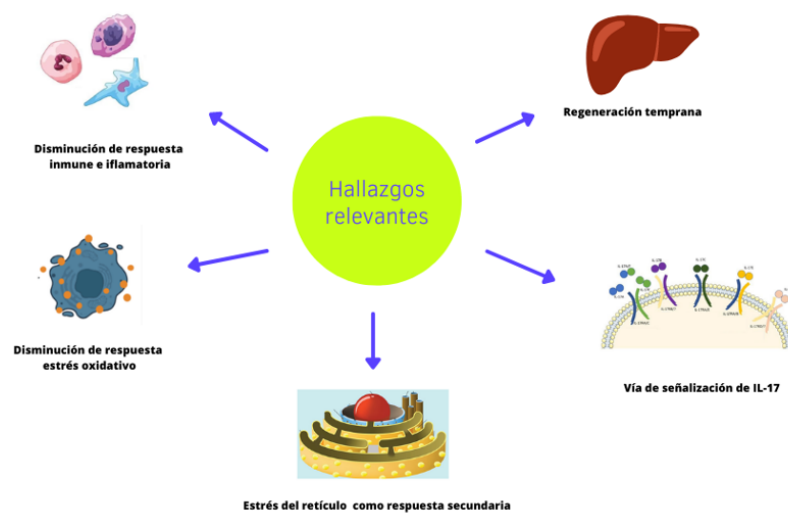 Hallazgos
relevantes
Disminución de respuesta
inmune e iflamatoria
Regeneración temprana
Disminución de respuesta
estrés oxidativo
Vía de señalización de IL-17
Estrés del retículo como respuesta secundaria